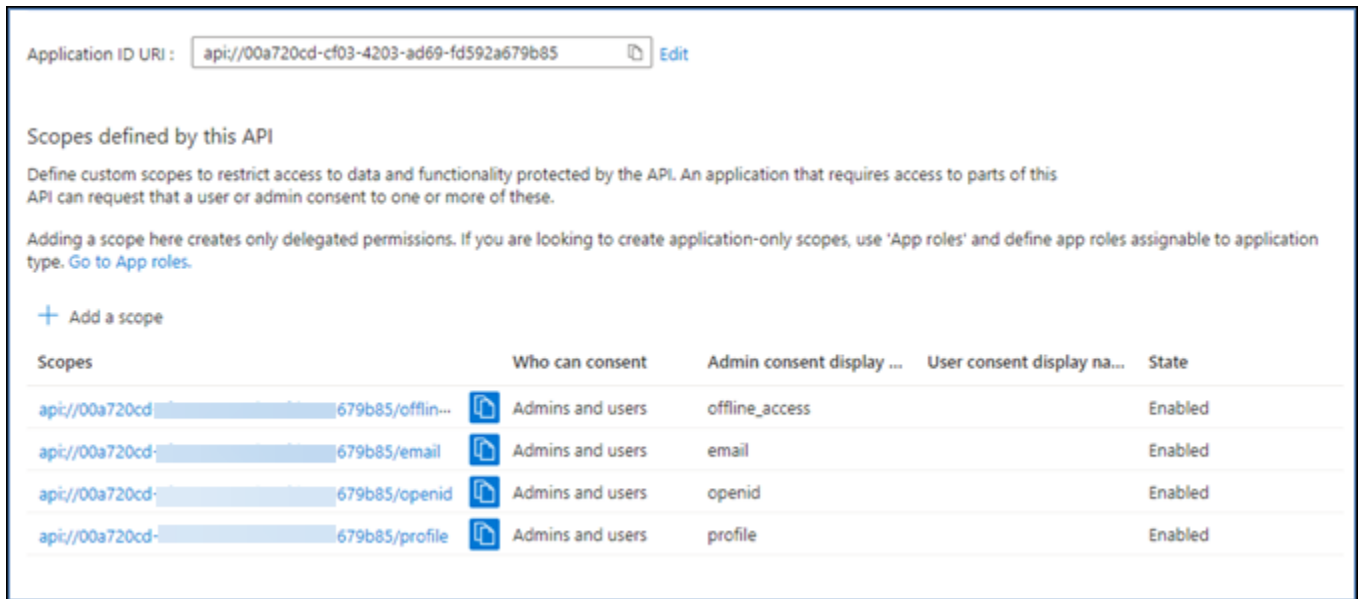 Application ID URI : api://00a720cd-cf03-4203-ad69-fd592a679b85 Edit
Scopes defined by this API
Define custom scopes to restrict access to data and functionality protected by the API. An application that requires access to parts of this
API can request that a user or admin consent to one or more of these.
Adding a scope here creates only delegated permissions. If you are looking to create application-only scopes, use 'App roles' and define app roles assignable to application
type. Go to App roles.
+ Add a scope
Scopes Who can consent Admin consent display ... User consent display na... State
api://00a720cd 679b85/offlin... Admins and users offline_access Enabled
api://00a720cd- 679b85/email Admins and users email Enabled
api://00a720cd- 679b85/openid Admins and users openid Enabled
api://00a720cd- 679b85/profile Admins and users profile Enabled